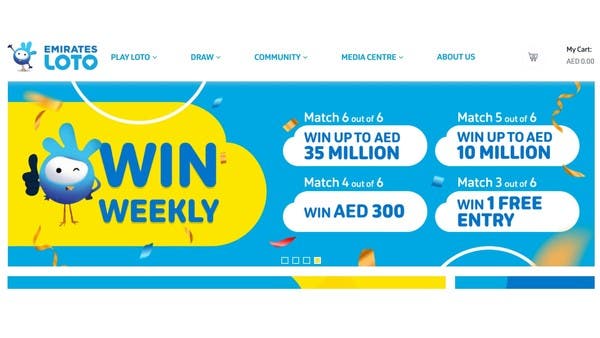 EMIRATES
LOTO
PLAY LOTO
DRAW
COMMUNITY
MEDIA CENTRE
ABOUT US
My Cart:
AED 0.00
WIN
WEEKLY
Match 6 out of 6
WIN UP TO AED
35 MILLION
Match 5 out of 6
WIN UP TO AED
10 MILLION
Match 4 out of 6
WIN AED 300
Match 3 out of 6
WIN 1 FREE
ENTRY